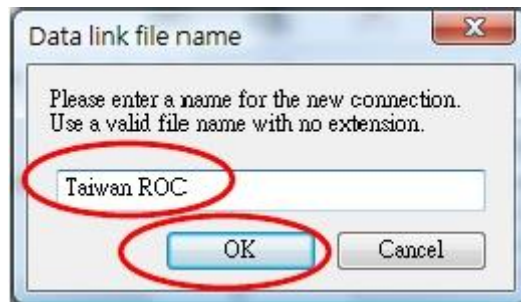 Data link file name
Please enter a name for the new connection.
Use a valid file name with no extension.
Taiwan ROC
OK
Cancel